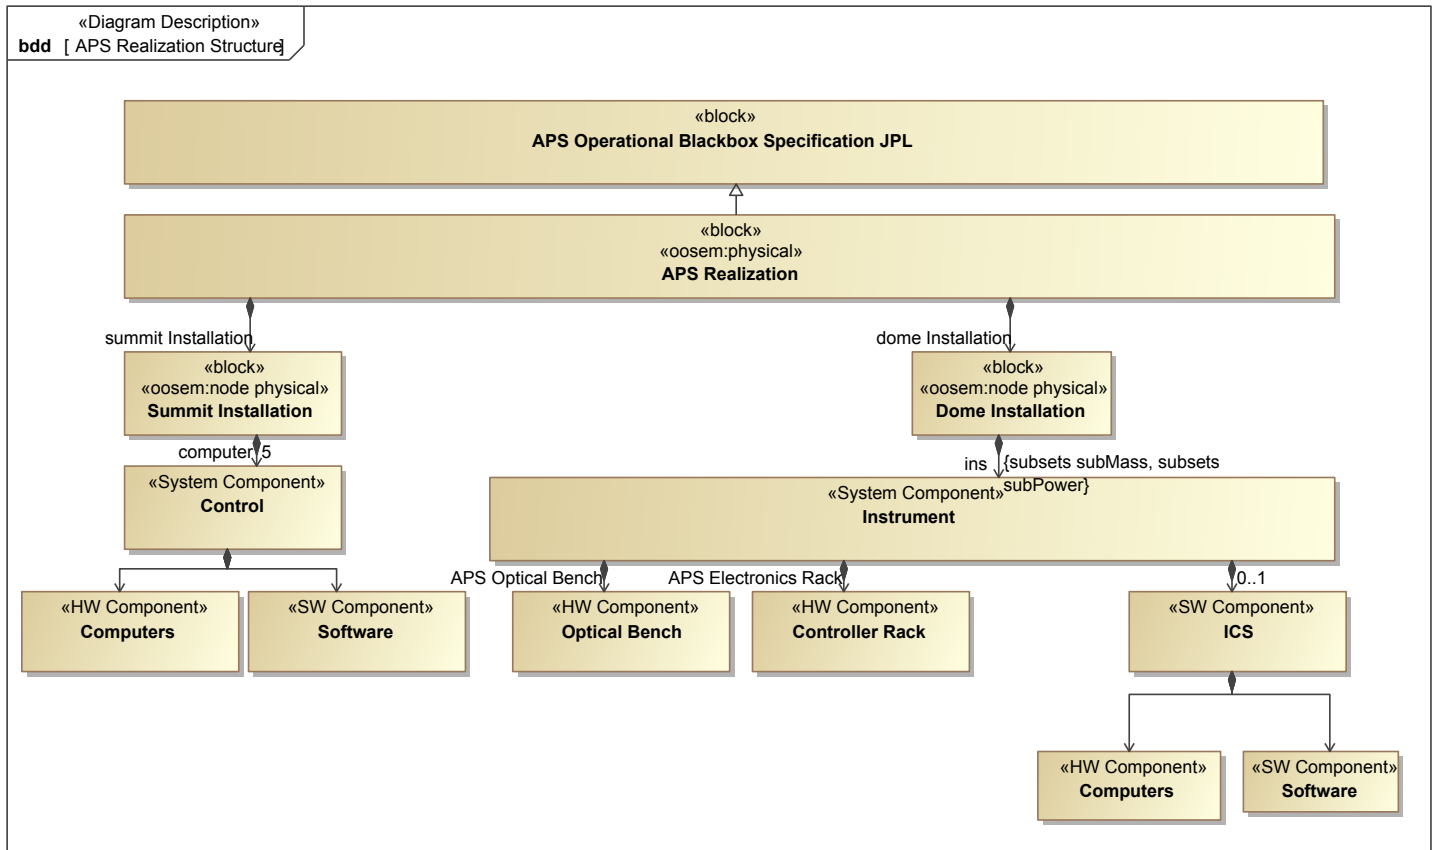 «Diagram Description»
bdd [ APS Realization Structure]
«block»
APS Operational Blackbox Specification JPL
«block»
«oosem:physical»
APS Realization
summit Installation
dome Installation
«block»
«oosem:node physical»
Summit Installation
«block»
«oosem:node physical»
Dome Installation
computer 5
ins {subsets subMass, subsets
subPower}
«System Component»
Control
«System Component»
Instrument
APS Optical Bench
APS Electronics Rack
0..1
«HW Component»
Computers
«SW Component»
Software
«HW Component»
Optical Bench
«HW Component»
Controller Rack
«SW Component»
ICS
«HW Component»
Computers
«SW Component»
Software